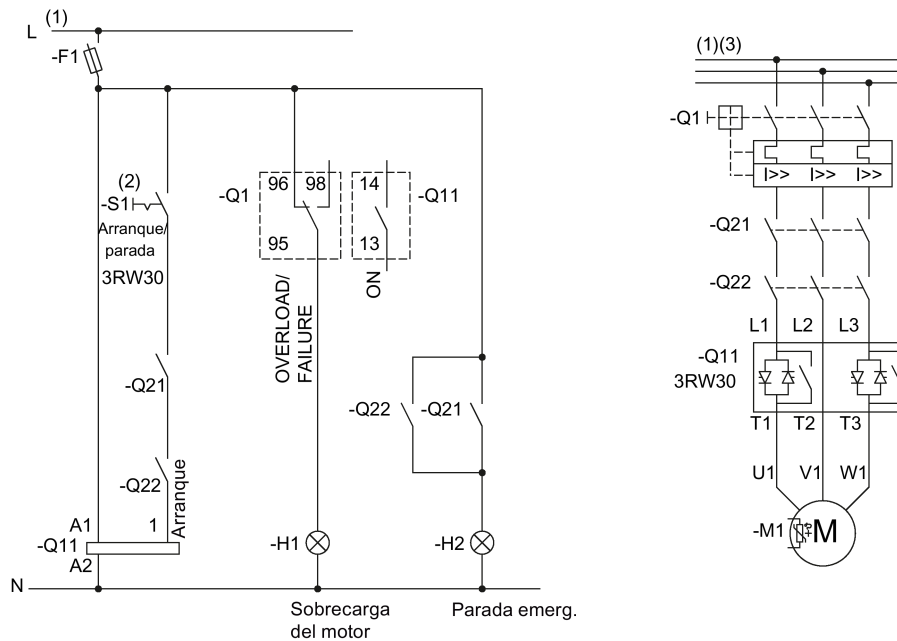 L (1)
-F1
(2)
-S1
Arranque/
parada
3RW30
-Q21
-Q22
Arranque
A1
1
-Q11
A2
N
-Q1
96 98
95
OVERLOAD/
FAILURE
14
13
-Q11
ON
-Q22
-Q21
-H1
-H2
Sobrecarga
del motor
Parada emerg.
(1)(3)
-Q1
I>> I>> I>>
-Q21
-Q22
L1 L2 L3
-Q11
3RW30
T1 T2 T3
U1 V1 W1
-M1
M